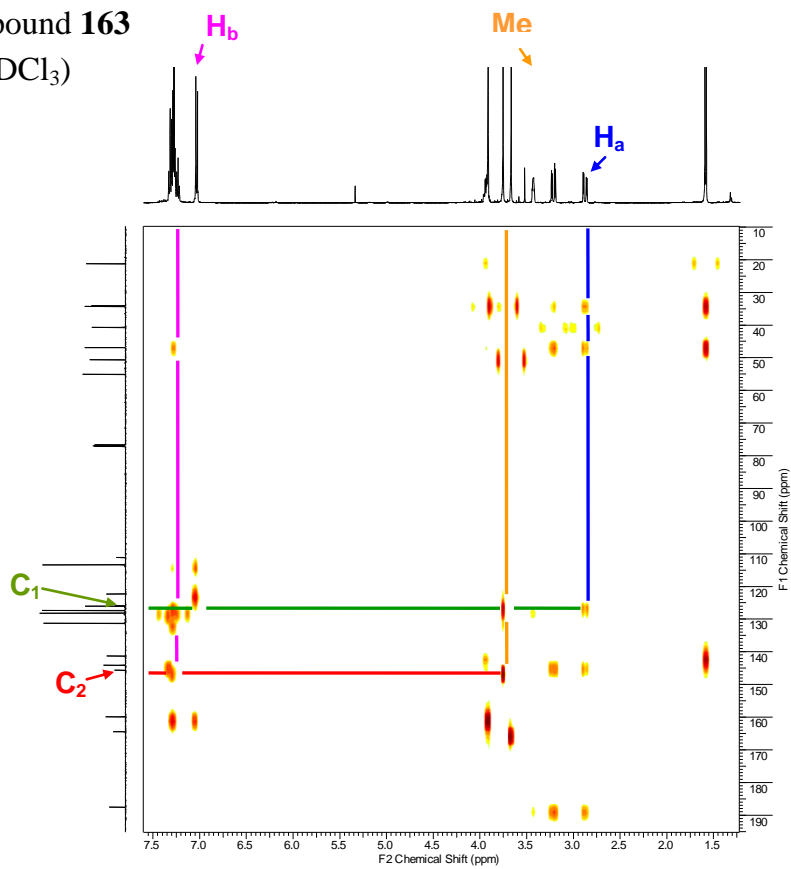 pound 163
DCl₃)
H_b
Me
H_a
C₁
C₂
10
20
30
40
50
60
70
80
90
100
110
120
130
140
150
160
170
180
190
F1 Chemical Shift (ppm)
7.5 7.0 6.5 6.0 5.5 5.0 4.5 4.0 3.5 3.0 2.5 2.0 1.5
F2 Chemical Shift (ppm)